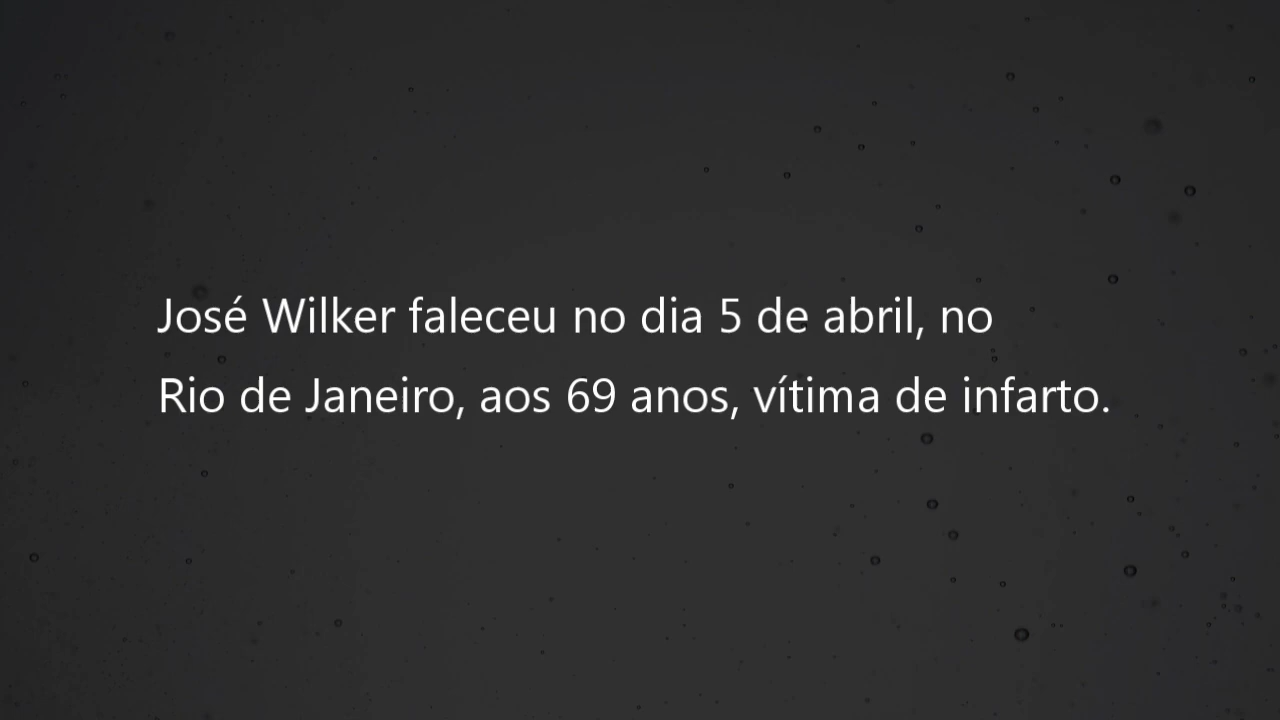 José Wilker faleceu no dia 5 de abril, no
Rio de Janeiro, aos 69 anos, vítima de infarto.